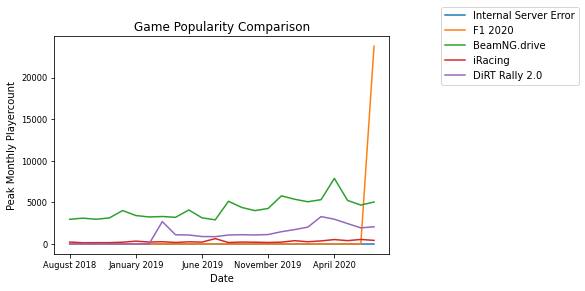 Game Popularity Comparison
Internal Server Error
F1 2020
BeamNG.drive
iRacing
DiRT Rally 2.0
Peak Monthly Playercount
20000
15000
10000
5000
0
August 2018 January 2019 June 2019 November 2019 April 2020
Date